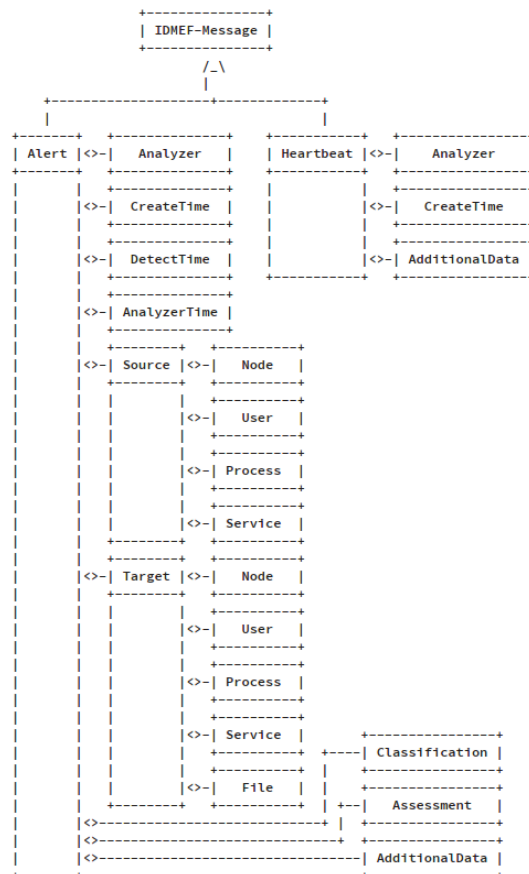 +---------------+
                | IDMEF-Message |
                +---------------+
                        /_\
                         |
    +---------------------+-------------+
    |                                   |
+-------+   +--------------+   +-----------+   +----------------
| Alert |<>-|   Analyzer   |   | Heartbeat |<>-|    Analyzer
+-------+   +--------------+   +-----------+   +----------------
|       |   +--------------+   |           |   +----------------
|       |<>-|  CreateTime  |   |           |<>-|   CreateTime
|       |   +--------------+   |           |   +----------------
|       |   +--------------+   |           |   +----------------
|       |<>-|  DetectTime  |   |           |<>-| AdditionalData
|       |   +--------------+   +-----------+   +----------------
|       |   +--------------+
|       |<>-| AnalyzerTime |
|       |   +--------------+
|       |   +--------+   +----------+
|       |<>-| Source |<>-|   Node   |
|       |   +--------+   +----------+
|       |   |        |   +----------+
|       |   |        |<>-|   User   |
|       |   |        |   +----------+
|       |   |        |   +----------+
|       |   |        |<>-| Process  |
|       |   |        |   +----------+
|       |   |        |   +----------+
|       |   |        |<>-| Service  |
|       |   +--------+   +----------+
|       |   +--------+   +----------+
|       |<>-| Target |<>-|   Node   |
|       |   +--------+   +----------+
|       |   |        |   +----------+
|       |   |        |<>-|   User   |
|       |   |        |   +----------+
|       |   |        |   +----------+
|       |   |        |<>-| Process  |
|       |   |        |   +----------+
|       |   |        |   +----------+
|       |   |        |<>-| Service  |       +----------------+
|       |   |        |   +----------+  +----| Classification |
|       |   |        |   +----------+  |    +----------------+
|       |   |        |<>-|   File   |  |    +----------------+
|       |   +--------+   +----------+  | +--|   Assessment   |
|       |<>----------------------------+ |  +----------------+
|       |<>------------------------------+  +----------------+
|       |<>---------------------------------| AdditionalData |